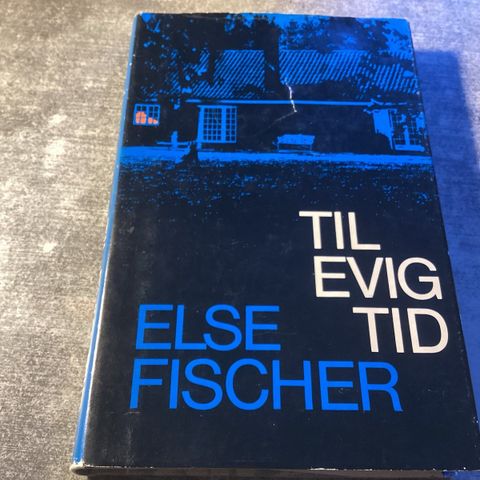 TIL
EVIG
TID
ELSE
FISCHER